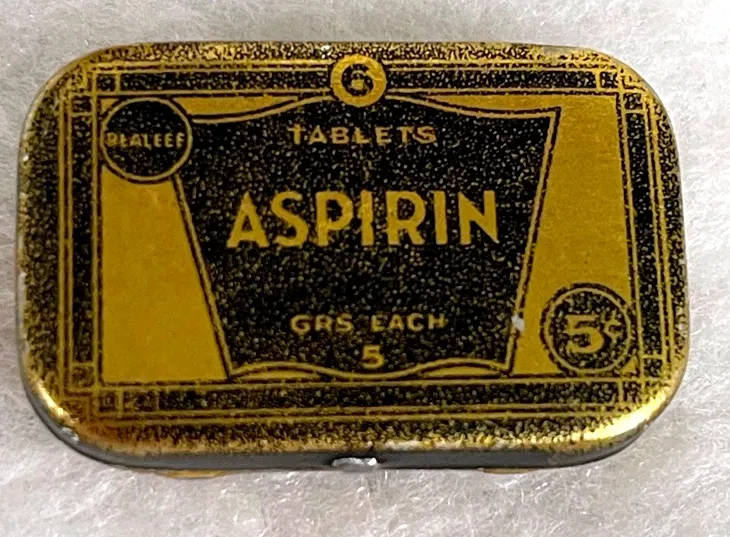 6
TABLETS
REALEEF
ASPIRIN
GRS EACH
5
5¢